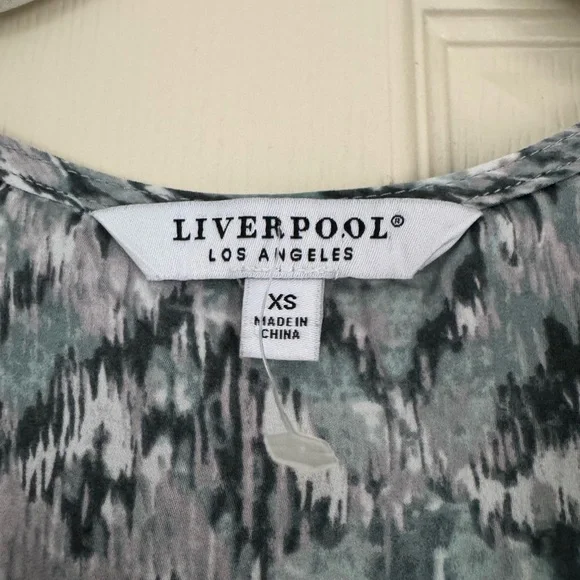 LIVERPOOL®
LOS ANGELES
XS
MADE IN
CHINA